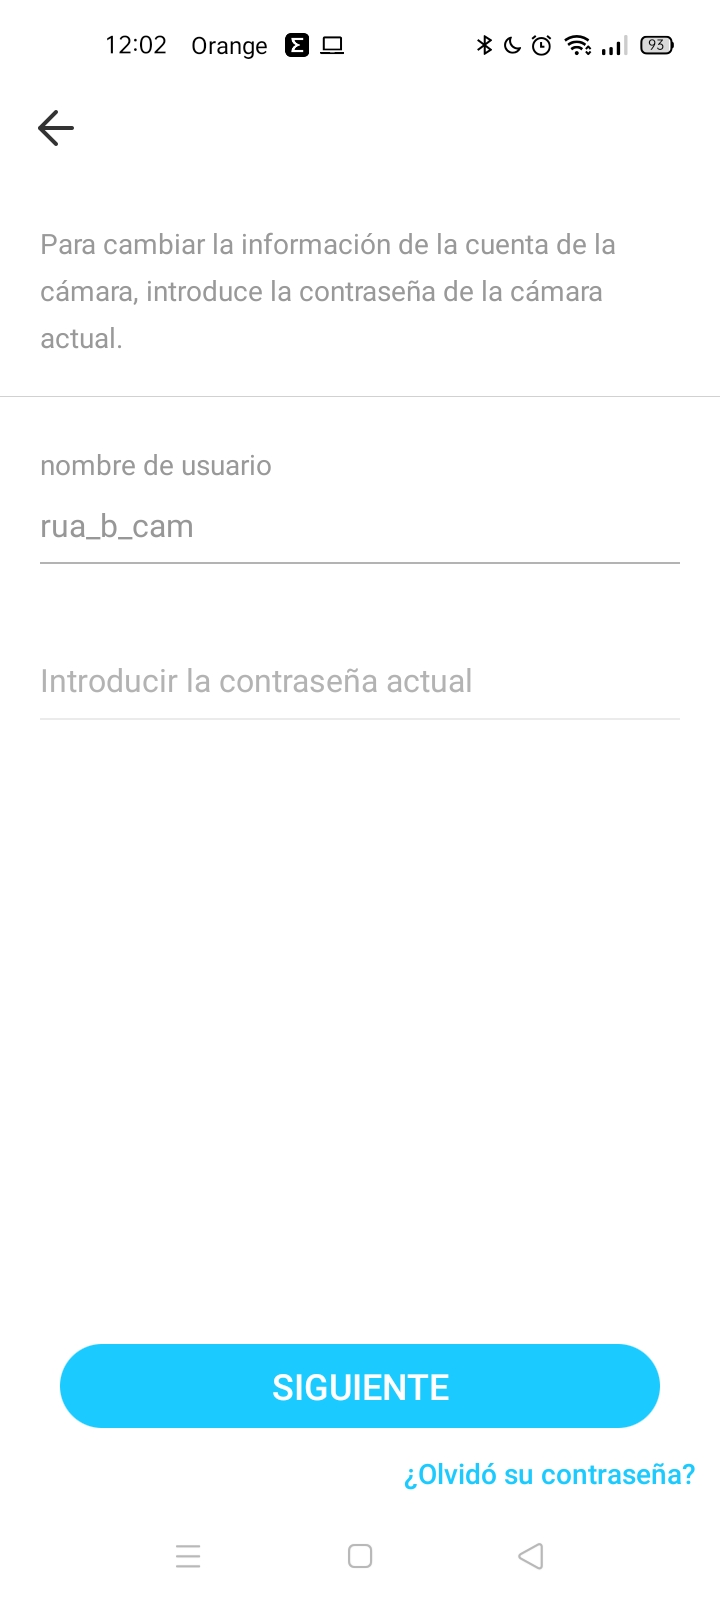 12:02 Orange Σ 93
Para cambiar la información de la cuenta de la
cámara, introduce la contraseña de la cámara
actual.
nombre de usuario
rua_b_cam
Introducir la contraseña actual
SIGUIENTE
¿Olvidó su contraseña?